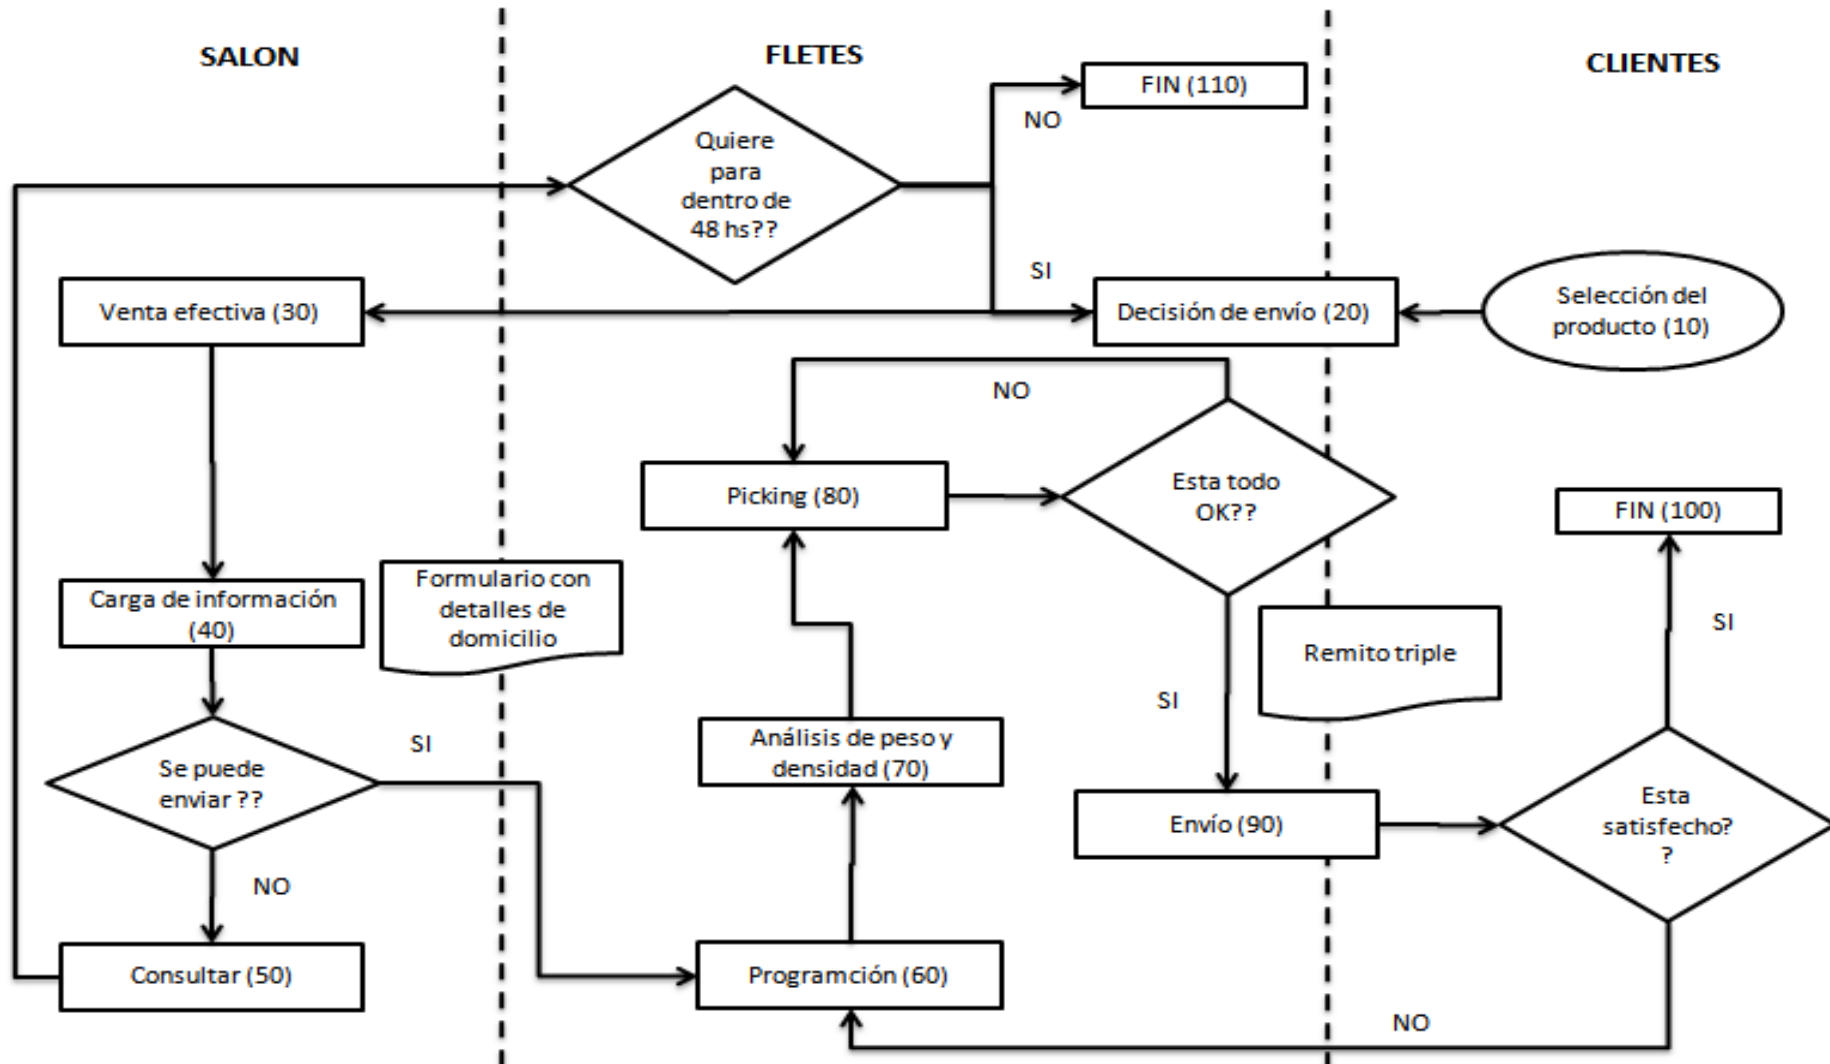 SALON
FLETES
CLIENTES
FIN (110)
NO
Quiere
para
dentro de
48 hs??
SI
Venta efectiva (30)
Decisión de envío (20)
Selección del
producto (10)
NO
Picking (80)
Esta todo
OK??
FIN (100)
Carga de información
(40)
Formulario con
detalles de
domicilio
Remito triple
SI
SI
Se puede
enviar ??
SI
Análisis de peso y
densidad (70)
Envío (90)
Esta
satisfecho?
?
NO
Consultar (50)
Programción (60)
NO